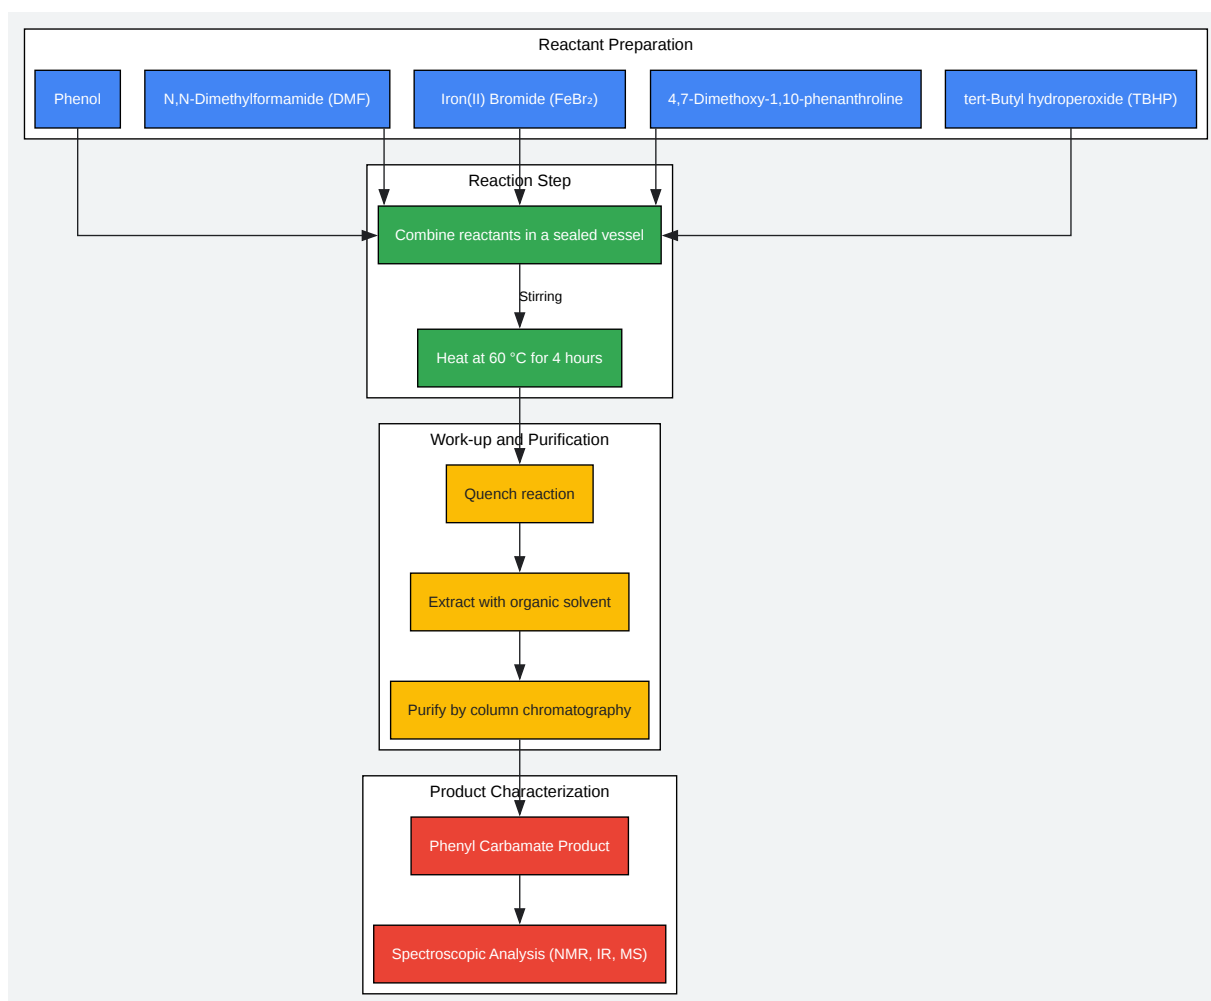 Reactant Preparation
Phenol
N,N-Dimethylformamide (DMF)
Iron(II) Bromide (FeBr₂)
4,7-Dimethoxy-1,10-phenanthroline
tert-Butyl hydroperoxide (TBHP)
Reaction Step
Combine reactants in a sealed vessel
Stirring
Heat at 60 °C for 4 hours
Work-up and Purification
Quench reaction
Extract with organic solvent
Purify by column chromatography
Product Characterization
Phenyl Carbamate Product
Spectroscopic Analysis (NMR, IR, MS)